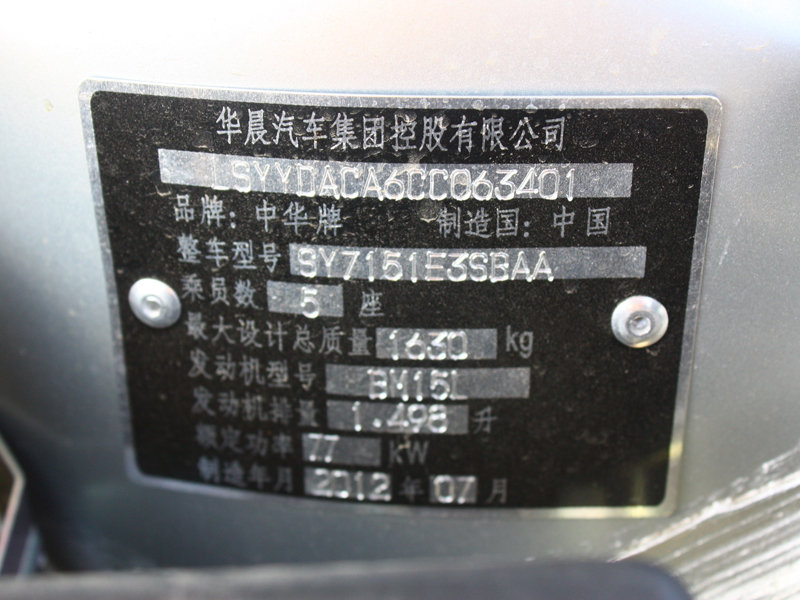 华晨汽车集团控股有限公司
LSYYDACA6CC063401
品牌：中华牌 制造国：中国
整车型号 SY7151E3SBAA
乘员数 5 座
最大设计总质量 1630 kg
发动机型号 BM15L
发动机排量 1.498 升
额定功率 77 kW
制造年月 2012 年 07 月